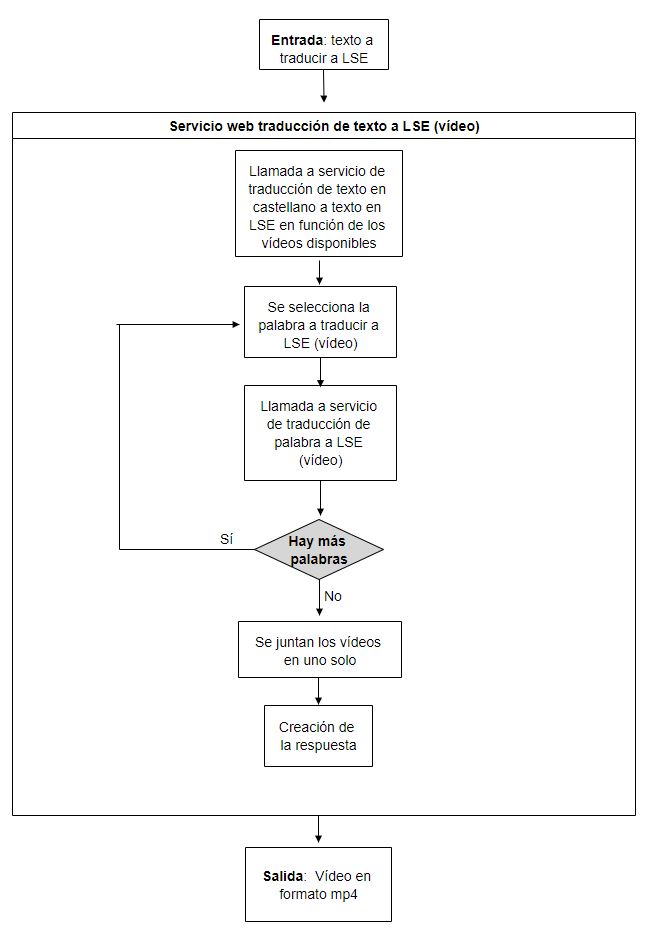 Entrada: texto a
traducir a LSE
Servicio web traducción de texto a LSE (vídeo)
Llamada a servicio de
traducción de texto en
castellano a texto en
LSE en función de los
vídeos disponibles
Se selecciona la
palabra a traducir a
LSE (vídeo)
Llamada a servicio
de traducción de
palabra a LSE
(vídeo)
Hay más
palabras
Sí
No
Se juntan los vídeos
en uno solo
Creación de
la respuesta
Salida: Vídeo en
formato mp4